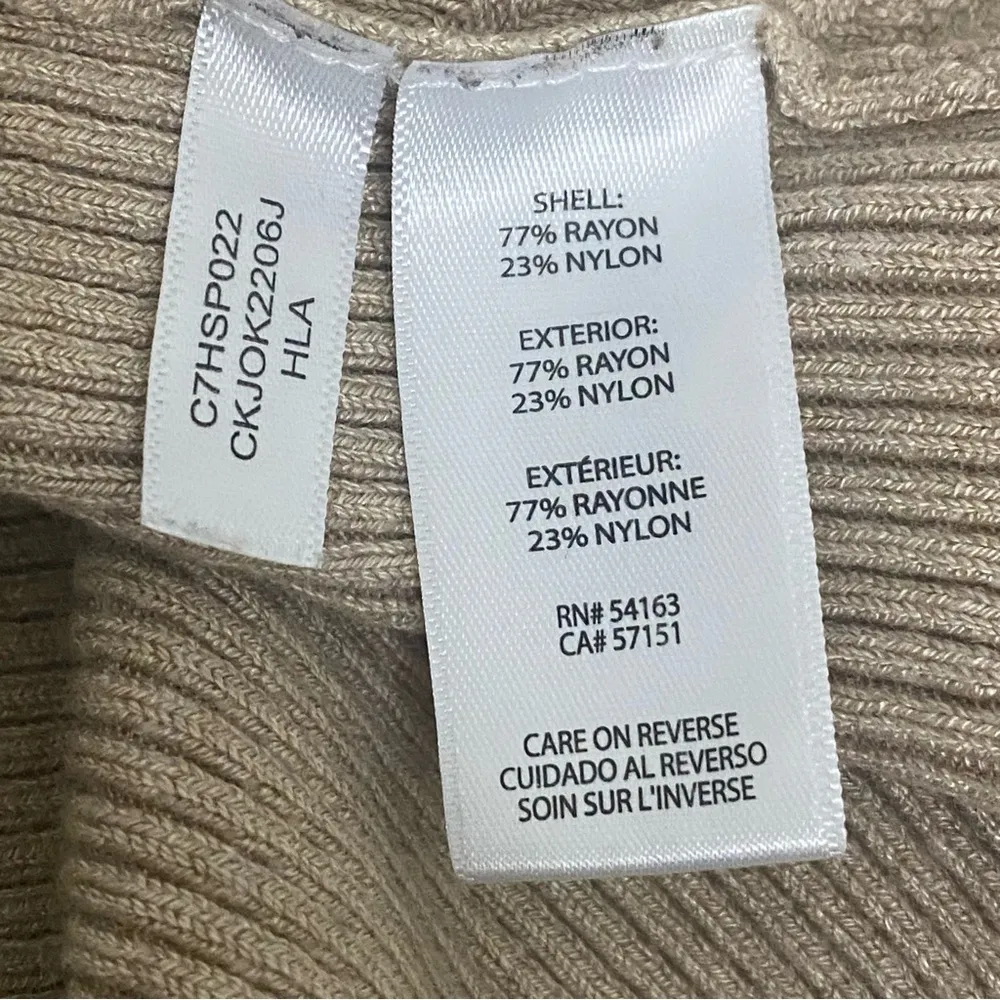 C7HSP022
CKJOK2206J
HLA
SHELL:
77% RAYON
23% NYLON
EXTERIOR:
77% RAYON
23% NYLON
EXTÉRIEUR:
77% RAYONNE
23% NYLON
RN# 54163
CA# 57151
CARE ON REVERSE
CUIDADO AL REVERSO
SOIN SUR L'INVERSE